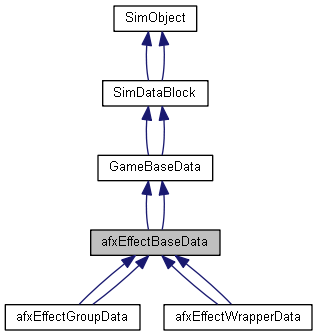 SimObject
SimDataBlock
GameBaseData
afxEffectBaseData
afxEffectGroupData
afxEffectWrapperData